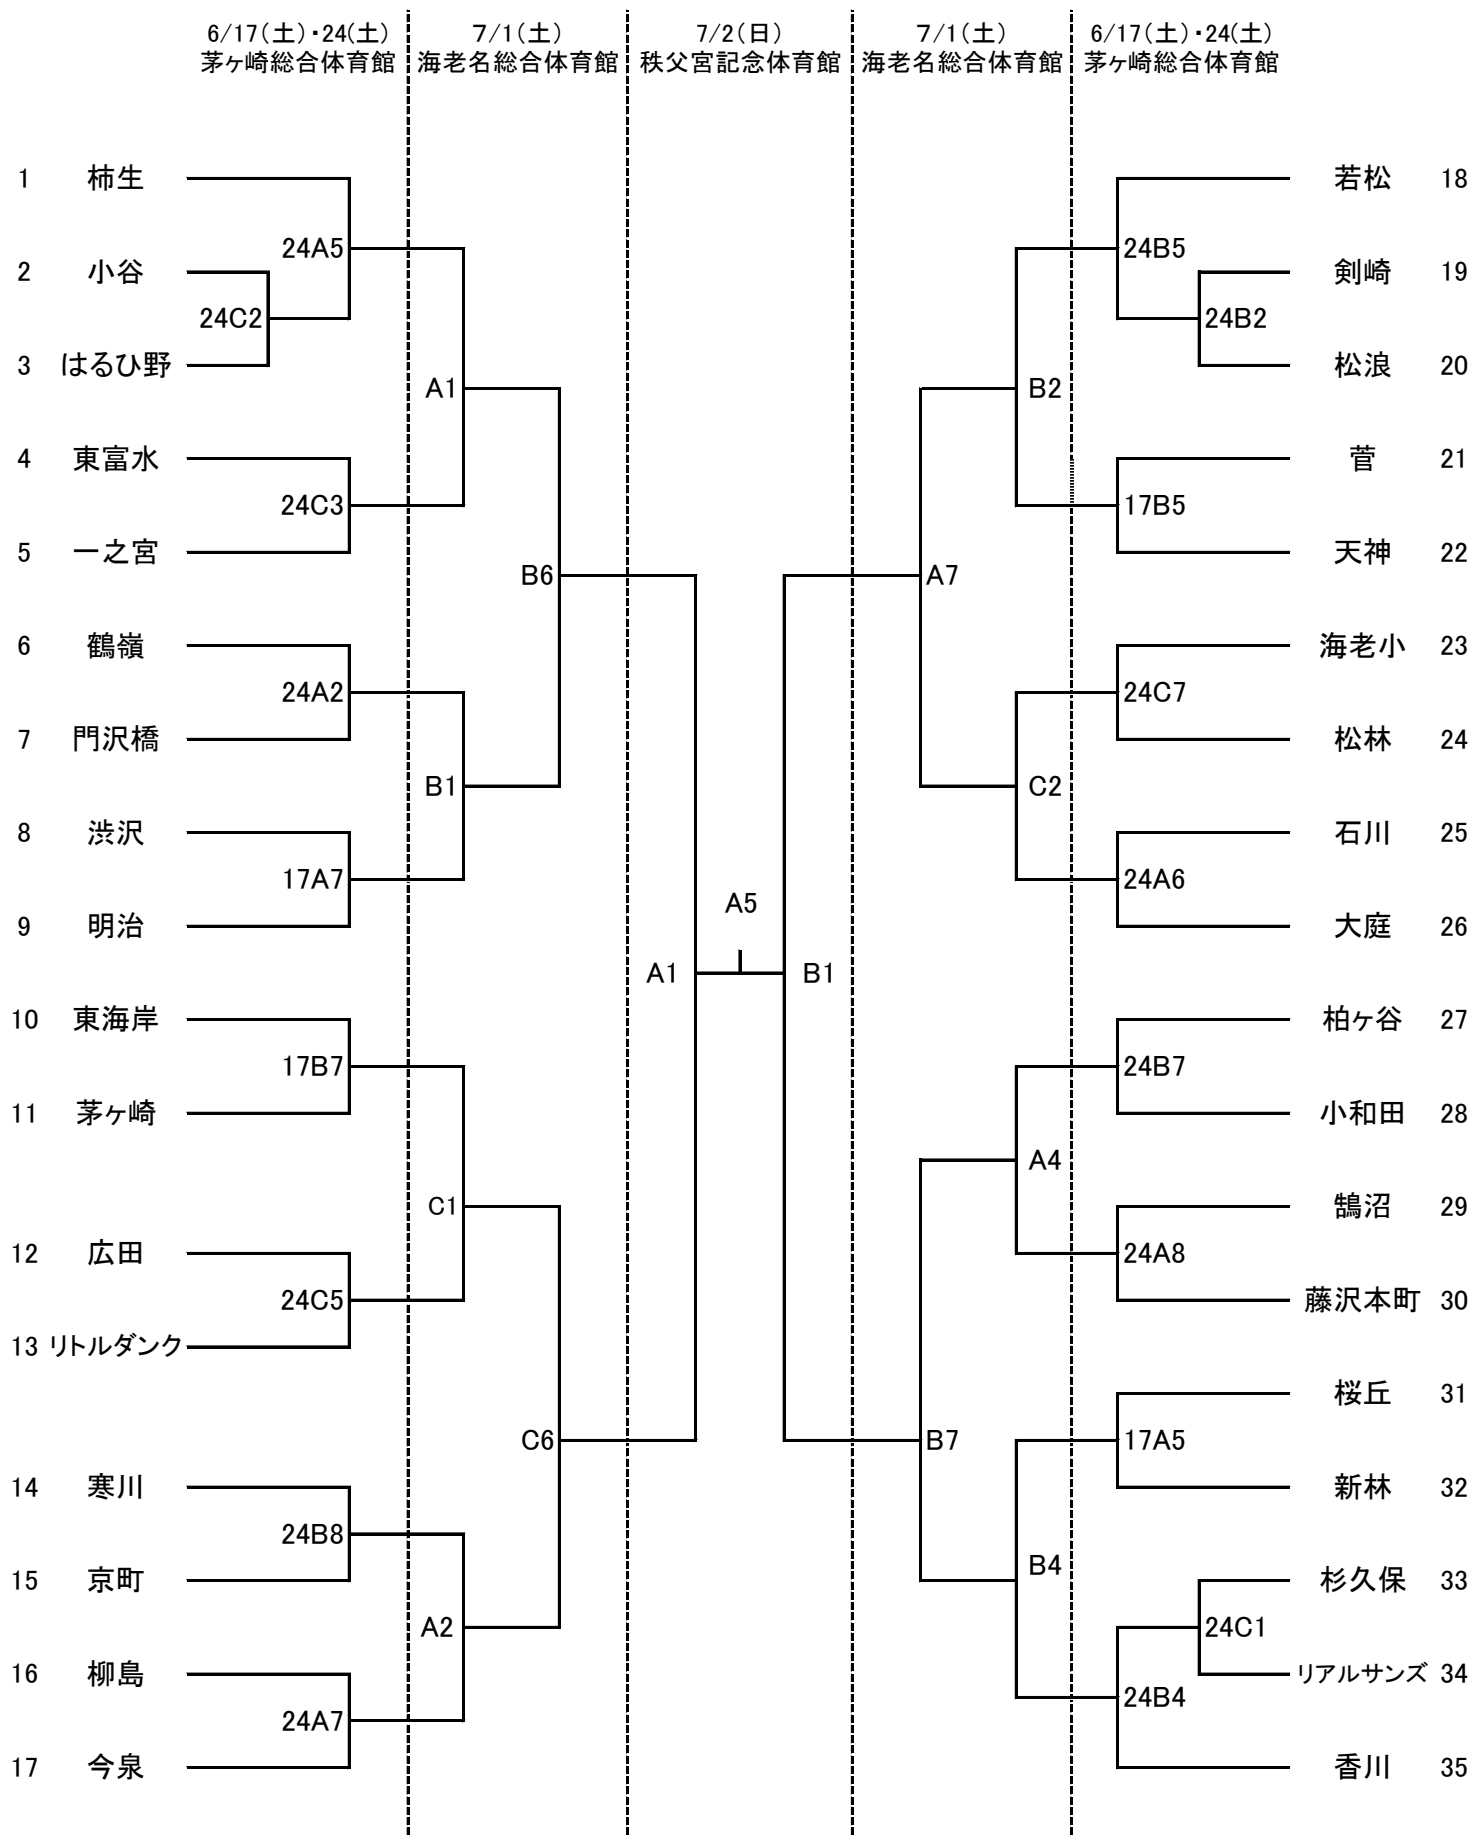 6/17(土)・24(土) 7/1(土) 7/2(日) 7/1(土) 6/17(土)・24(土)
茅ヶ崎総合体育館 海老名総合体育館 秩父宮記念体育館 海老名総合体育館 茅ヶ崎総合体育館
1 柿生 若松 18
24A5 24B5
2 小谷 剣崎 19
24C2 24B2
3 はるひ野 松浪 20
A1 B2
4 東富水 菅 21
24C3 17B5
5 一之宮 天神 22
B6 A7
6 鶴嶺 海老小 23
24A2 24C7
7 門沢橋 松林 24
B1 C2
8 渋沢 石川 25
17A7 24A6
A5
9 明治 大庭 26
A1 B1
10 東海岸 柏ヶ谷 27
17B7 24B7
11 茅ヶ崎 小和田 28
A4
C1 鵠沼 29
12 広田 24A8
24C5 藤沢本町 30
13 リトルダンク
桜丘 31
C6 B7 17A5
14 寒川 新林 32
24B8 B4
15 京町 杉久保 33
A2 24C1
16 柳島 リアルサンズ 34
24A7 24B4
17 今泉 香川 35